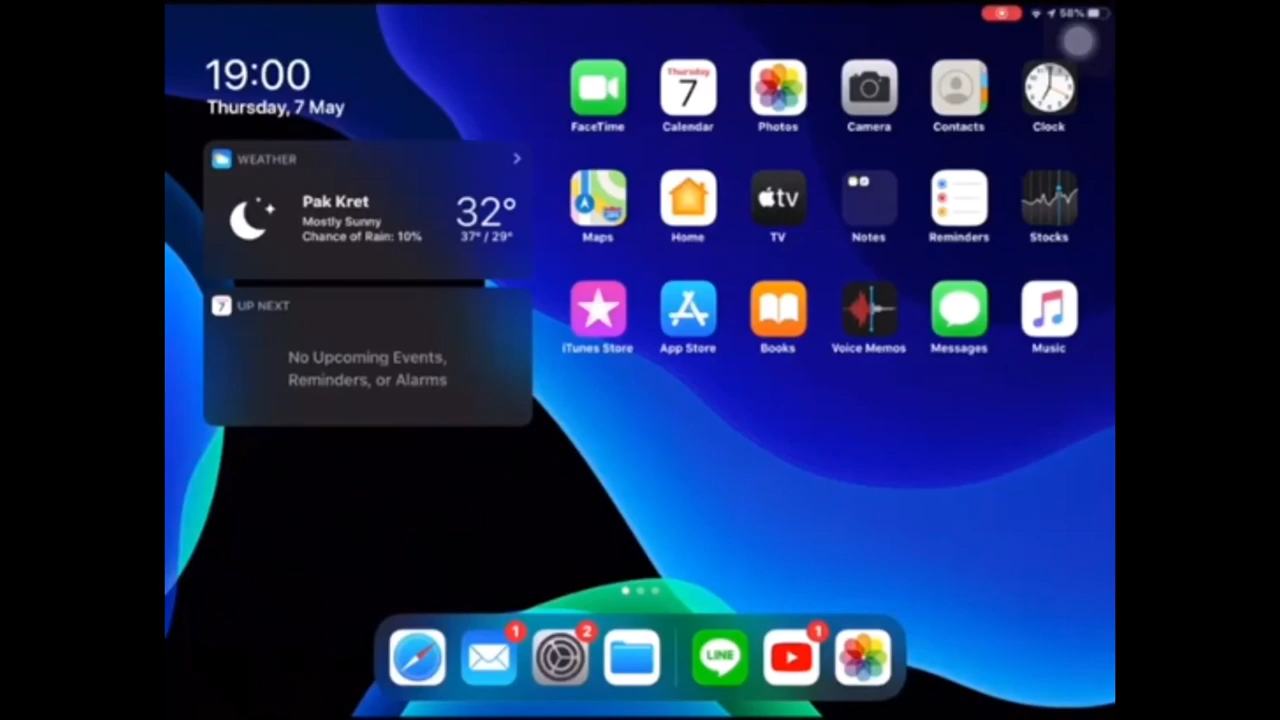 58%
19:00
Thursday, 7 May
WEATHER
Pak Kret
Mostly Sunny
Chance of Rain: 10%
32°
37° / 29°
7
UP NEXT
No Upcoming Events,
Reminders, or Alarms
Thursday
7
FaceTime
Calendar
Photos
Camera
Contacts
Clock
tv
Maps
Home
TV
Notes
Reminders
Stocks
iTunes Store
App Store
Books
Voice Memos
Messages
Music
1
2
LINE
1